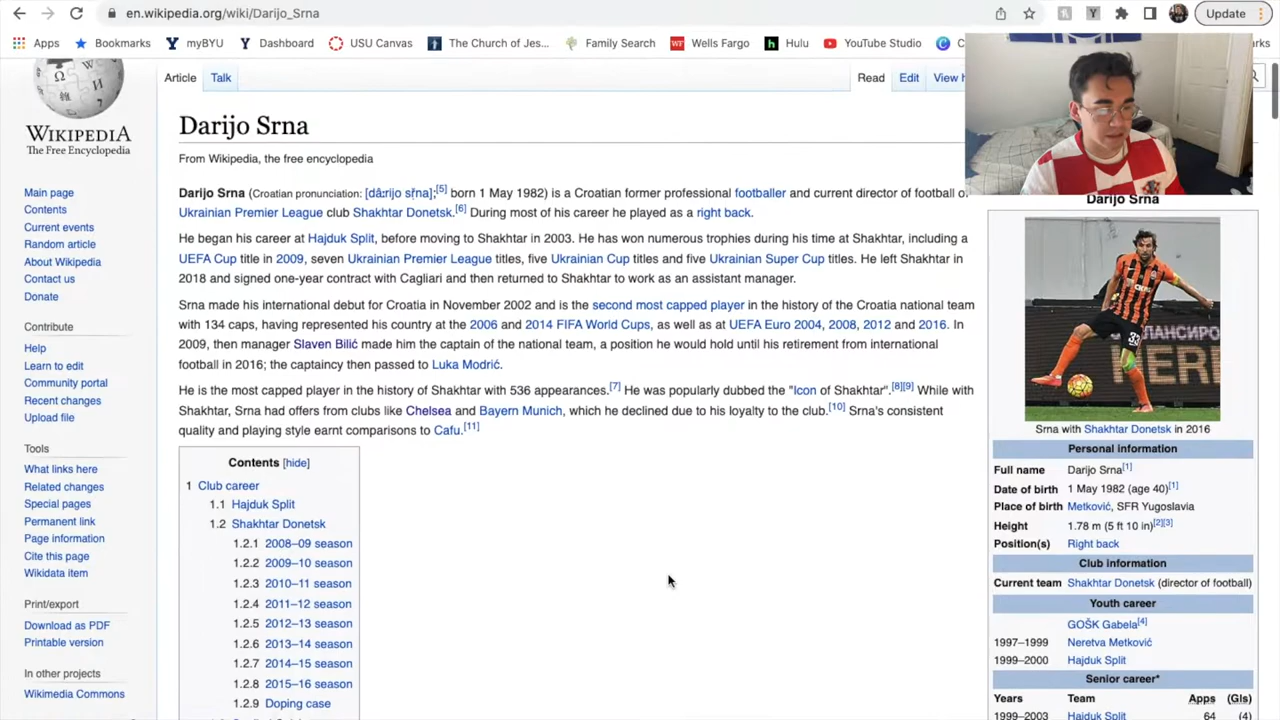 en.wikipedia.org/wiki/Darijo_Srna
Update
Apps
Bookmarks
myBYU
Dashboard
USU Canvas
The Church of Jes...
Family Search
Wells Fargo
Hulu
YouTube Studio
WIKIPEDIA
The Free Encyclopedia
Main page
Contents
Current events
Random article
About Wikipedia
Contact us
Donate
Contribute
Help
Learn to edit
Community portal
Recent changes
Upload file
Tools
What links here
Related changes
Special pages
Permanent link
Page information
Cite this page
Wikidata item
Print/export
Download as PDF
Printable version
In other projects
Wikimedia Commons
Article Talk
Read Edit View
Darijo Srna
From Wikipedia, the free encyclopedia
Darijo Srna (Croatian pronunciation: [dǎːrijo sr̩̂na];[5] born 1 May 1982) is a Croatian former professional footballer and current director of football
Ukrainian Premier League club Shakhtar Donetsk.[6] During most of his career he played as a right back.
He began his career at Hajduk Split, before moving to Shakhtar in 2003. He has won numerous trophies during his time at Shakhtar, including a
UEFA Cup title in 2009, seven Ukrainian Premier League titles, five Ukrainian Cup titles and five Ukrainian Super Cup titles. He left Shakhtar in
2018 and signed one-year contract with Cagliari and then returned to Shakhtar to work as an assistant manager.
Srna made his international debut for Croatia in November 2002 and is the second most capped player in the history of the Croatia national team
with 134 caps, having represented his country at the 2006 and 2014 FIFA World Cups, as well as at UEFA Euro 2004, 2008, 2012 and 2016. In
2009, then manager Slaven Bilić made him the captain of the national team, a position he would hold until his retirement from international
football in 2016; the captaincy then passed to Luka Modrić.
He is the most capped player in the history of Shakhtar with 536 appearances.[7] He was popularly dubbed the "Icon of Shakhtar".[8][9] While with
Shakhtar, Srna had offers from clubs like Chelsea and Bayern Munich, which he declined due to his loyalty to the club.[10] Srna's consistent
quality and playing style earnt comparisons to Cafu.[11]
Contents [hide]
1 Club career
1.1 Hajduk Split
1.2 Shakhtar Donetsk
1.2.1 2008–09 season
1.2.2 2009–10 season
1.2.3 2010–11 season
1.2.4 2011–12 season
1.2.5 2012–13 season
1.2.6 2013–14 season
1.2.7 2014–15 season
1.2.8 2015–16 season
1.2.9 Doping case
Darijo Srna
33
Srna with Shakhtar Donetsk in 2016
Personal information
Full name Darijo Srna[1]
Date of birth 1 May 1982 (age 40)[1]
Place of birth Metković, SFR Yugoslavia
Height 1.78 m (5 ft 10 in)[2][3]
Position(s) Right back
Club information
Current team Shakhtar Donetsk (director of football)
Youth career
GOŠK Gabela[4]
1997–1999 Neretva Metković
1999–2000 Hajduk Split
Senior career*
Years Team Apps (Gls)
1999–2003 Hajduk Split 64 (4)